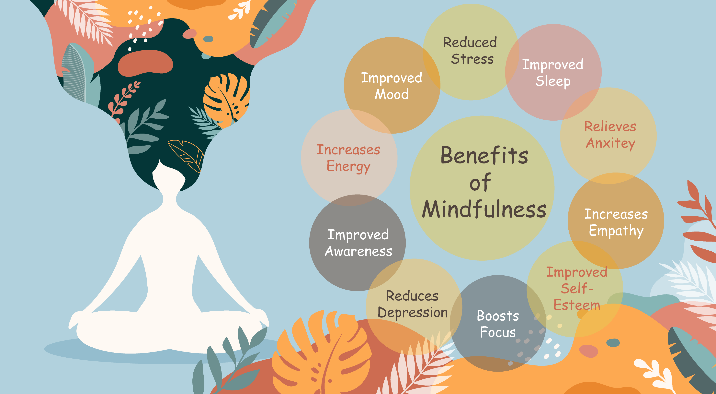 Benefits
of
Mindfulness
Reduced
Stress
Improved
Sleep
Relieves
Anxitey
Increases
Empathy
Improved
Self-
Esteem
Boosts
Focus
Reduces
Depression
Improved
Awareness
Increases
Energy
Improved
Mood